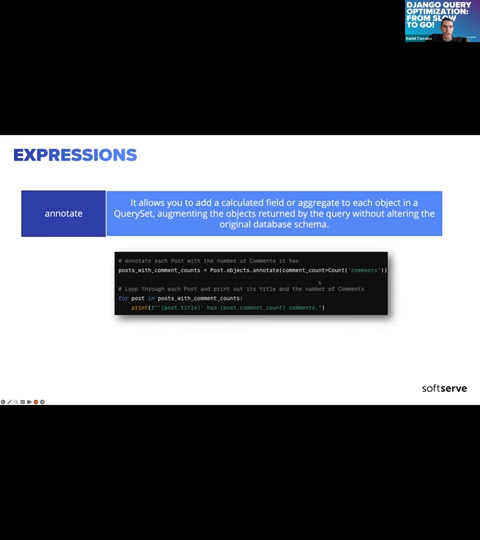 DJANGO QUERY
OPTIMIZATION:
FROM SLOW
TO GO!
Daniel Corrales
EXPRESSIONS
annotate
It allows you to add a calculated field or aggregate to each object in a
QuerySet, augmenting the objects returned by the query without altering the
original database schema.
# Annotate each Post with the number of Comments it has
posts_with_comment_counts = Post.objects.annotate(comment_count=Count('comments'))
# Loop through each Post and print out its title and the number of Comments
for post in posts_with_comment_counts:
print(f"'{post.title}' has {post.comment_count} comments.")
softserve